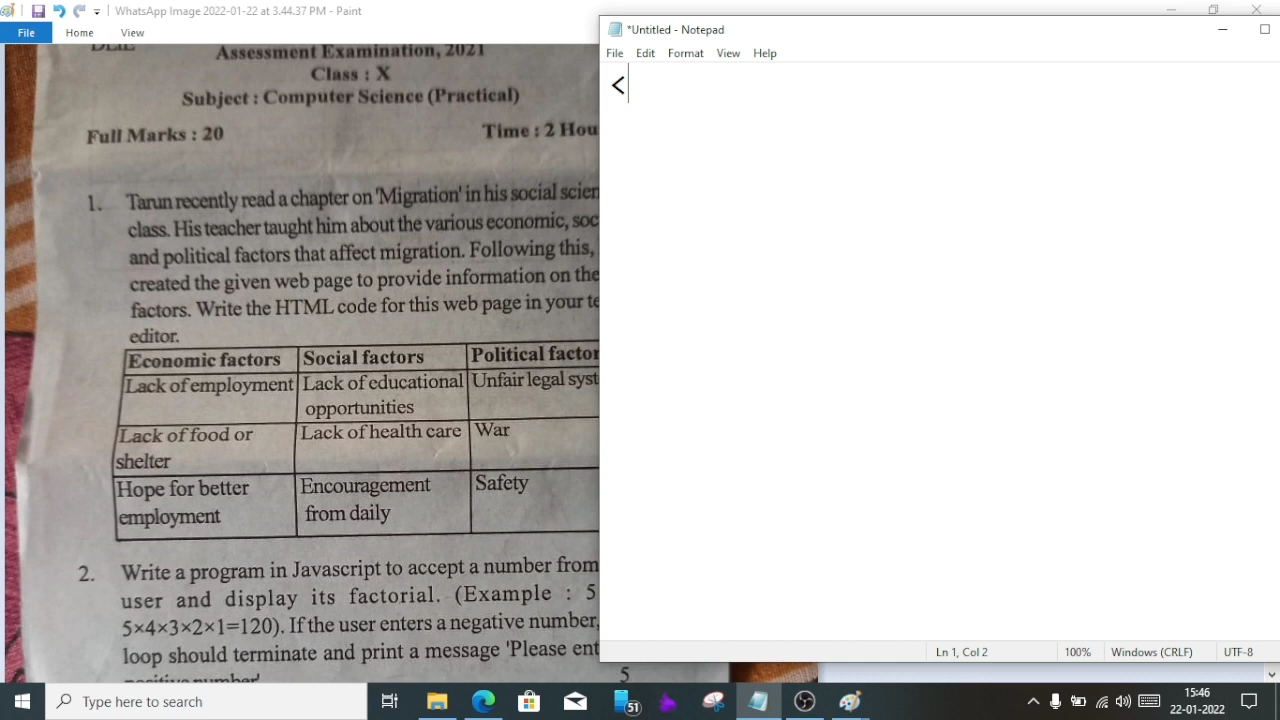 WhatsApp Image 2022-01-22 at 3.44.37 PM - Paint
File Home View
Assessment Examination, 2021
Class : X
Subject : Computer Science (Practical)
Full Marks : 20 Time : 2 Hou
1. Tarun recently read a chapter on 'Migration' in his social scien
class. His teacher taught him about the various economic, soc
and political factors that affect migration. Following this,
created the given web page to provide information on the
factors. Write the HTML code for this web page in your te
editor.
Economic factors Social factors Political factor
Lack of employment Lack of educational Unfair legal syst
opportunities
Lack of food or Lack of health care War
shelter
Hope for better Encouragement Safety
employment from daily
2. Write a program in Javascript to accept a number from
user and display its factorial. (Example : 5
5×4×3×2×1=120). If the user enters a negative number,
loop should terminate and print a message 'Please ent
positive number'
5
*Untitled - Notepad
File Edit Format View Help
<
Ln 1, Col 2 100% Windows (CRLF) UTF-8
Type here to search
51
15:46
22-01-2022